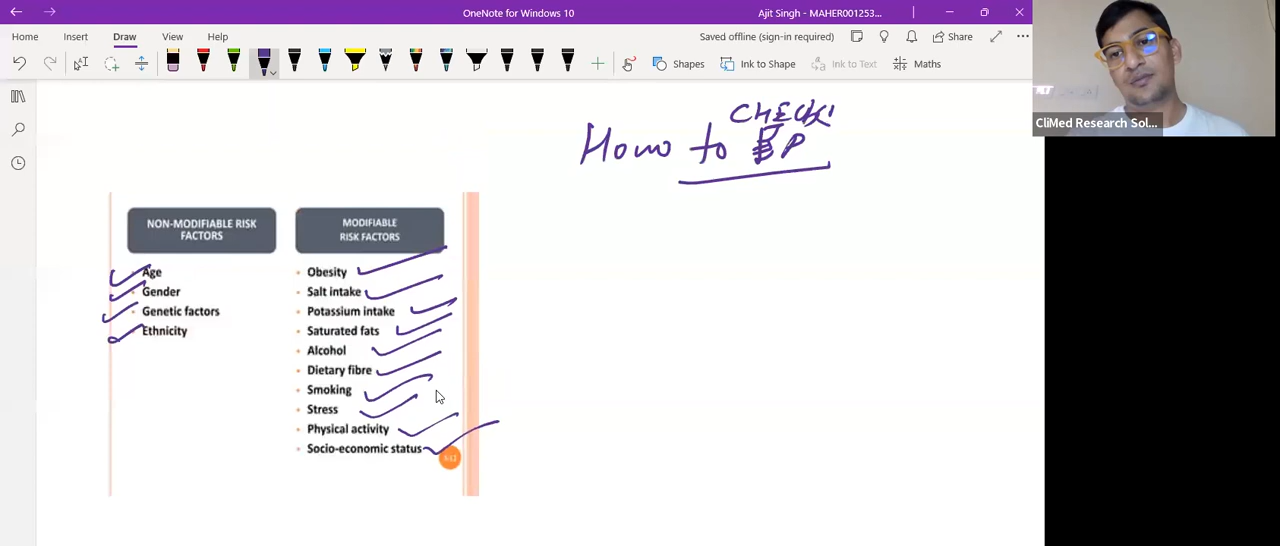 OneNote for Windows 10
Ajit Singh - MAHER001253...
Home Insert Draw View Help
Saved offline (sign-in required) Share
Shapes Ink to Shape Ink to Text Maths
CliMed Research Sol...
CHECK
How to BP
NON-MODIFIABLE RISK
FACTORS
Age
Gender
Genetic factors
Ethnicity
MODIFIABLE
RISK FACTORS
Obesity
Salt intake
Potassium intake
Saturated fats
Alcohol
Dietary fibre
Smoking
Stress
Physical activity
Socio-economic status